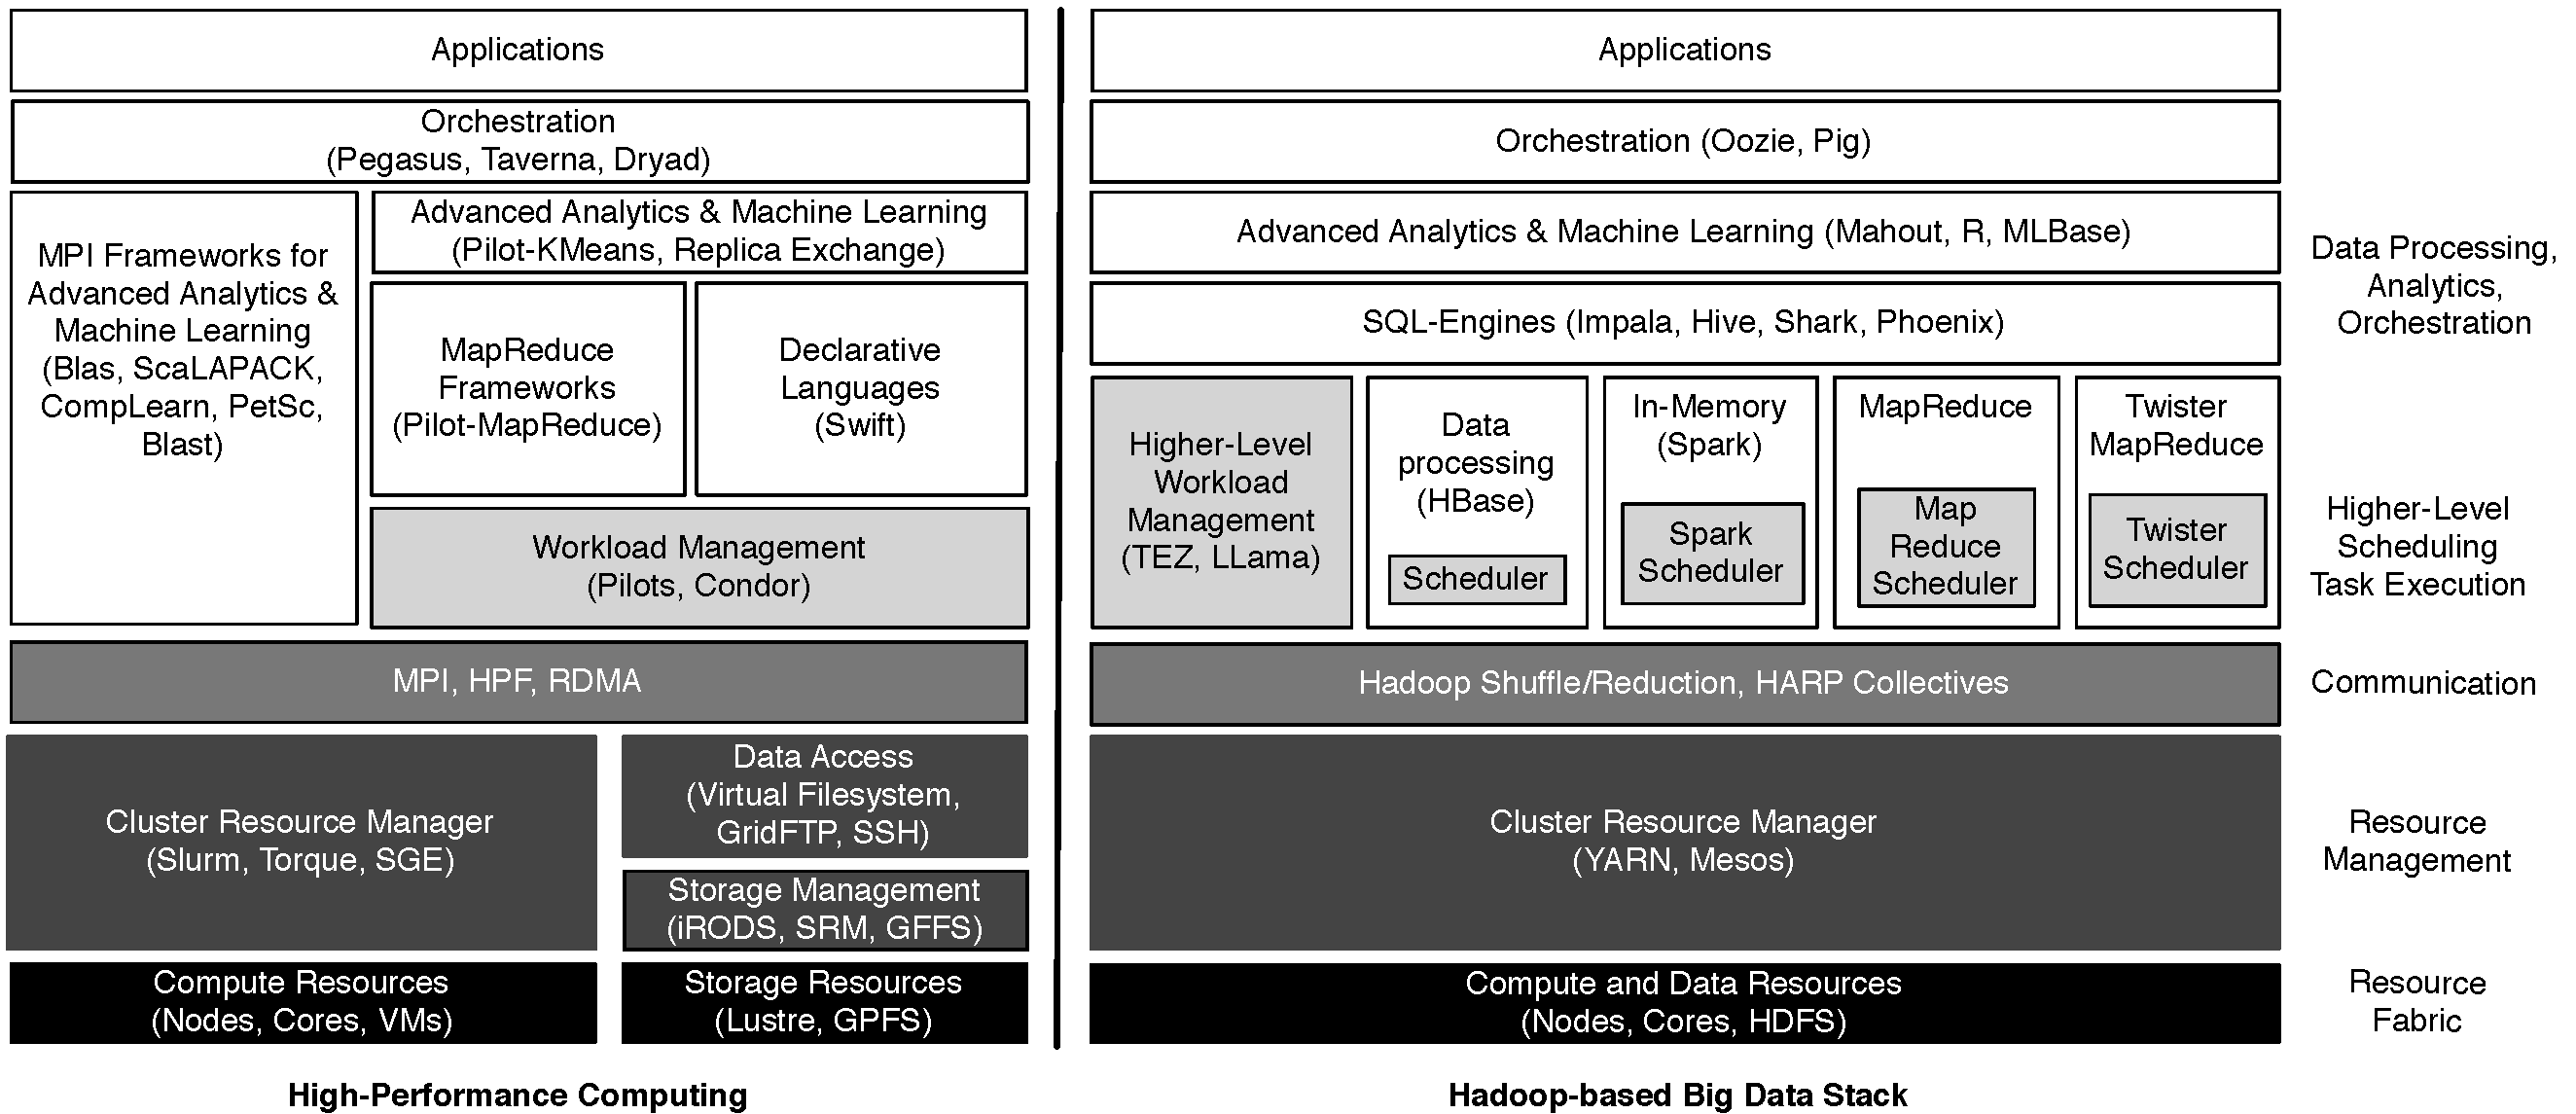 Applications
Orchestration
(Pegasus, Taverna, Dryad)
MPI Frameworks for
Advanced Analytics &
Machine Learning
(Blas, ScaLAPACK,
CompLearn, PetSc,
Blast)
Advanced Analytics & Machine Learning
(Pilot-KMeans, Replica Exchange)
MapReduce
Frameworks
(Pilot-MapReduce)
Declarative
Languages
(Swift)
Workload Management
(Pilots, Condor)
MPI, HPF, RDMA
Cluster Resource Manager
(Slurm, Torque, SGE)
Data Access
(Virtual Filesystem,
GridFTP, SSH)
Storage Management
(iRODS, SRM, GFFS)
Compute Resources
(Nodes, Cores, VMs)
Storage Resources
(Lustre, GPFS)
High-Performance Computing
Applications
Orchestration (Oozie, Pig)
Advanced Analytics & Machine Learning (Mahout, R, MLBase)
SQL-Engines (Impala, Hive, Shark, Phoenix)
Higher-Level
Workload
Management
(TEZ, LLama)
Data
processing
(HBase)
Scheduler
In-Memory
(Spark)
Spark
Scheduler
MapReduce
Map
Reduce
Scheduler
Twister
MapReduce
Twister
Scheduler
Hadoop Shuffle/Reduction, HARP Collectives
Cluster Resource Manager
(YARN, Mesos)
Compute and Data Resources
(Nodes, Cores, HDFS)
Hadoop-based Big Data Stack
Data Processing,
Analytics,
Orchestration
Higher-Level
Scheduling
Task Execution
Communication
Resource
Management
Resource
Fabric